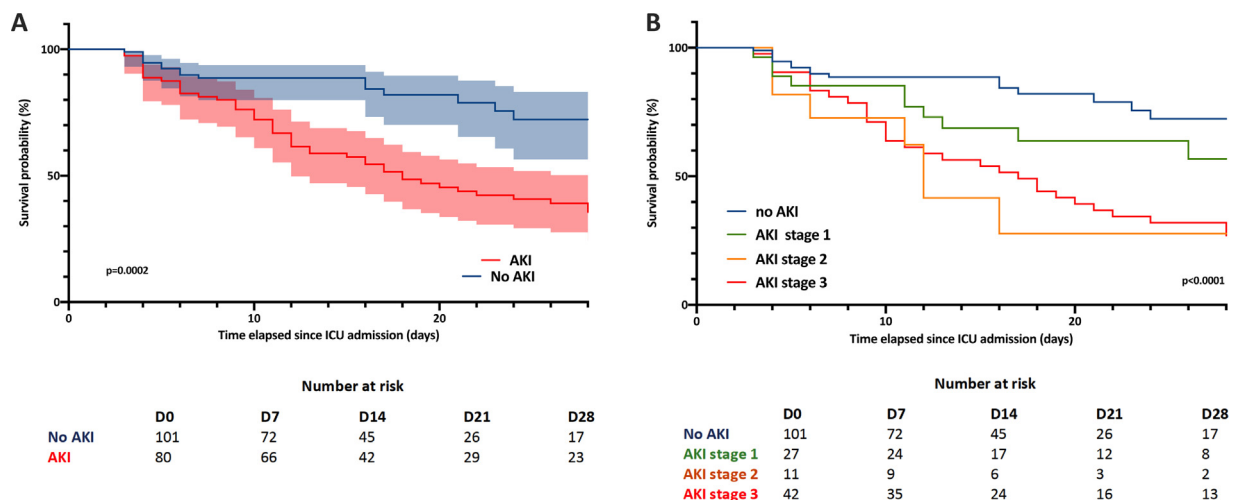 A
100
50
0
Survival probability (%)
AKI
No AKI
p=0.0002
0 10 20
Time elapsed since ICU admission (days)
Number at risk
D0 D7 D14 D21 D28
No AKI 101 72 45 26 17
AKI 80 66 42 29 23
B
100
50
0
Survival probability (%)
no AKI
AKI stage 1
AKI stage 2
AKI stage 3
p<0.0001
0 10 20
Time elapsed since ICU admission (days)
Number at risk
D0 D7 D14 D21 D28
No AKI 101 72 45 26 17
AKI stage 1 27 24 17 12 8
AKI stage 2 11 9 6 3 2
AKI stage 3 42 35 24 16 13